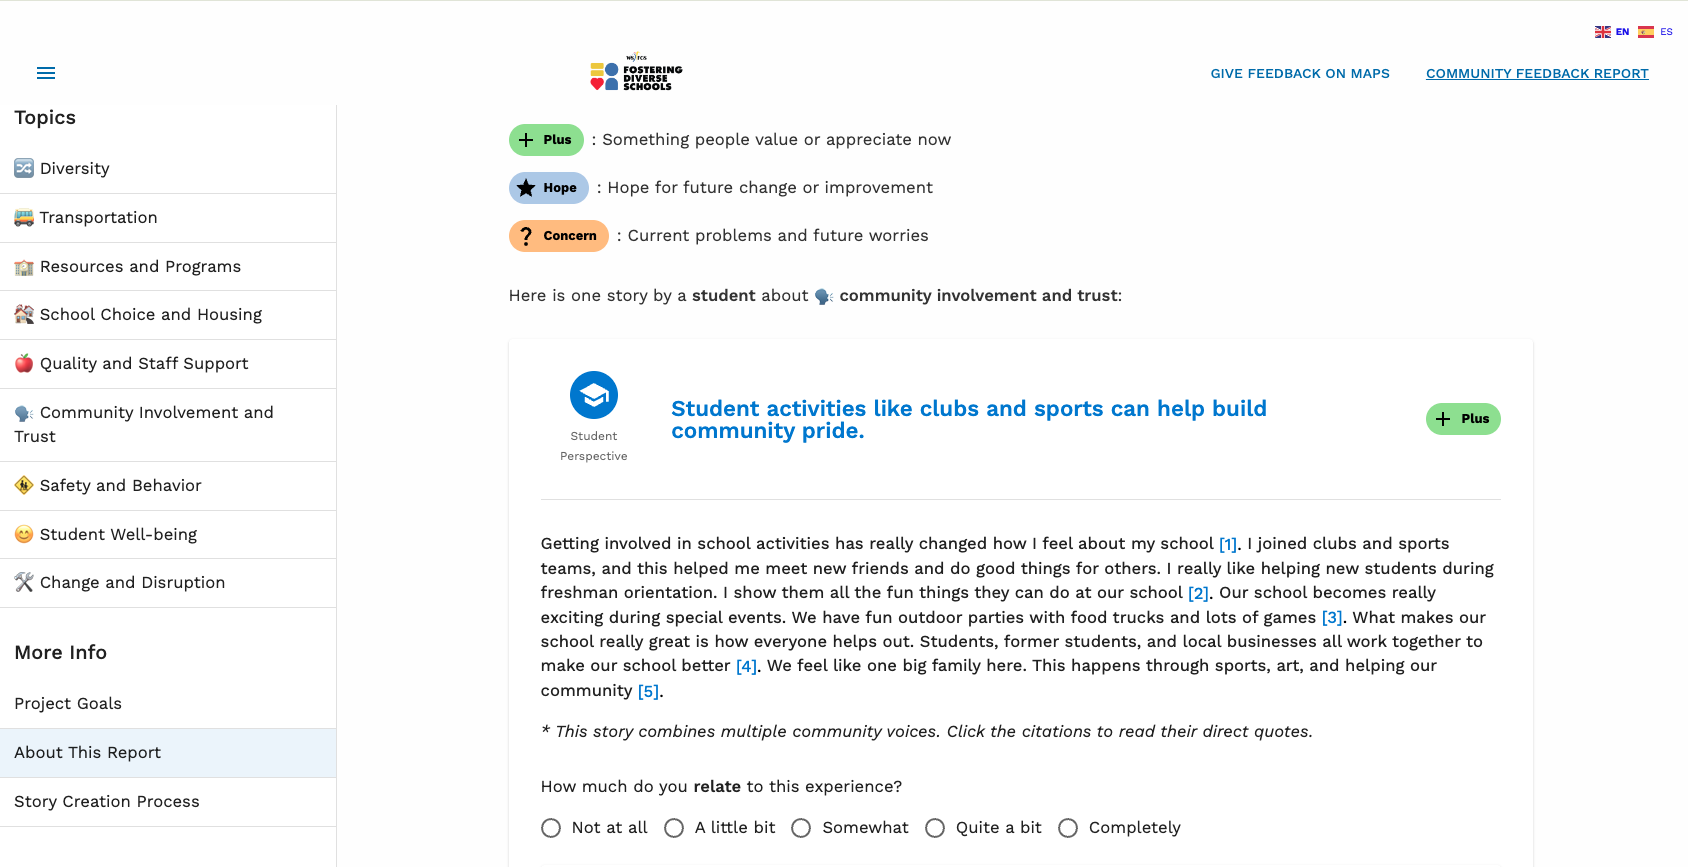 EN ES
WS/FCS
FOSTERING
DIVERSE
SCHOOLS
GIVE FEEDBACK ON MAPS
COMMUNITY FEEDBACK REPORT
Topics
Diversity
Transportation
Resources and Programs
School Choice and Housing
Quality and Staff Support
Community Involvement and
Trust
Safety and Behavior
Student Well-being
Change and Disruption
More Info
Project Goals
About This Report
Story Creation Process
Plus : Something people value or appreciate now
Hope : Hope for future change or improvement
? Concern : Current problems and future worries
Here is one story by a student about community involvement and trust:
Student
Perspective
Student activities like clubs and sports can help build
community pride.
Plus
Getting involved in school activities has really changed how I feel about my school [1]. I joined clubs and sports
teams, and this helped me meet new friends and do good things for others. I really like helping new students during
freshman orientation. I show them all the fun things they can do at our school [2]. Our school becomes really
exciting during special events. We have fun outdoor parties with food trucks and lots of games [3]. What makes our
school really great is how everyone helps out. Students, former students, and local businesses all work together to
make our school better [4]. We feel like one big family here. This happens through sports, art, and helping our
community [5].
* This story combines multiple community voices. Click the citations to read their direct quotes.
How much do you relate to this experience?
Not at all A little bit Somewhat Quite a bit Completely